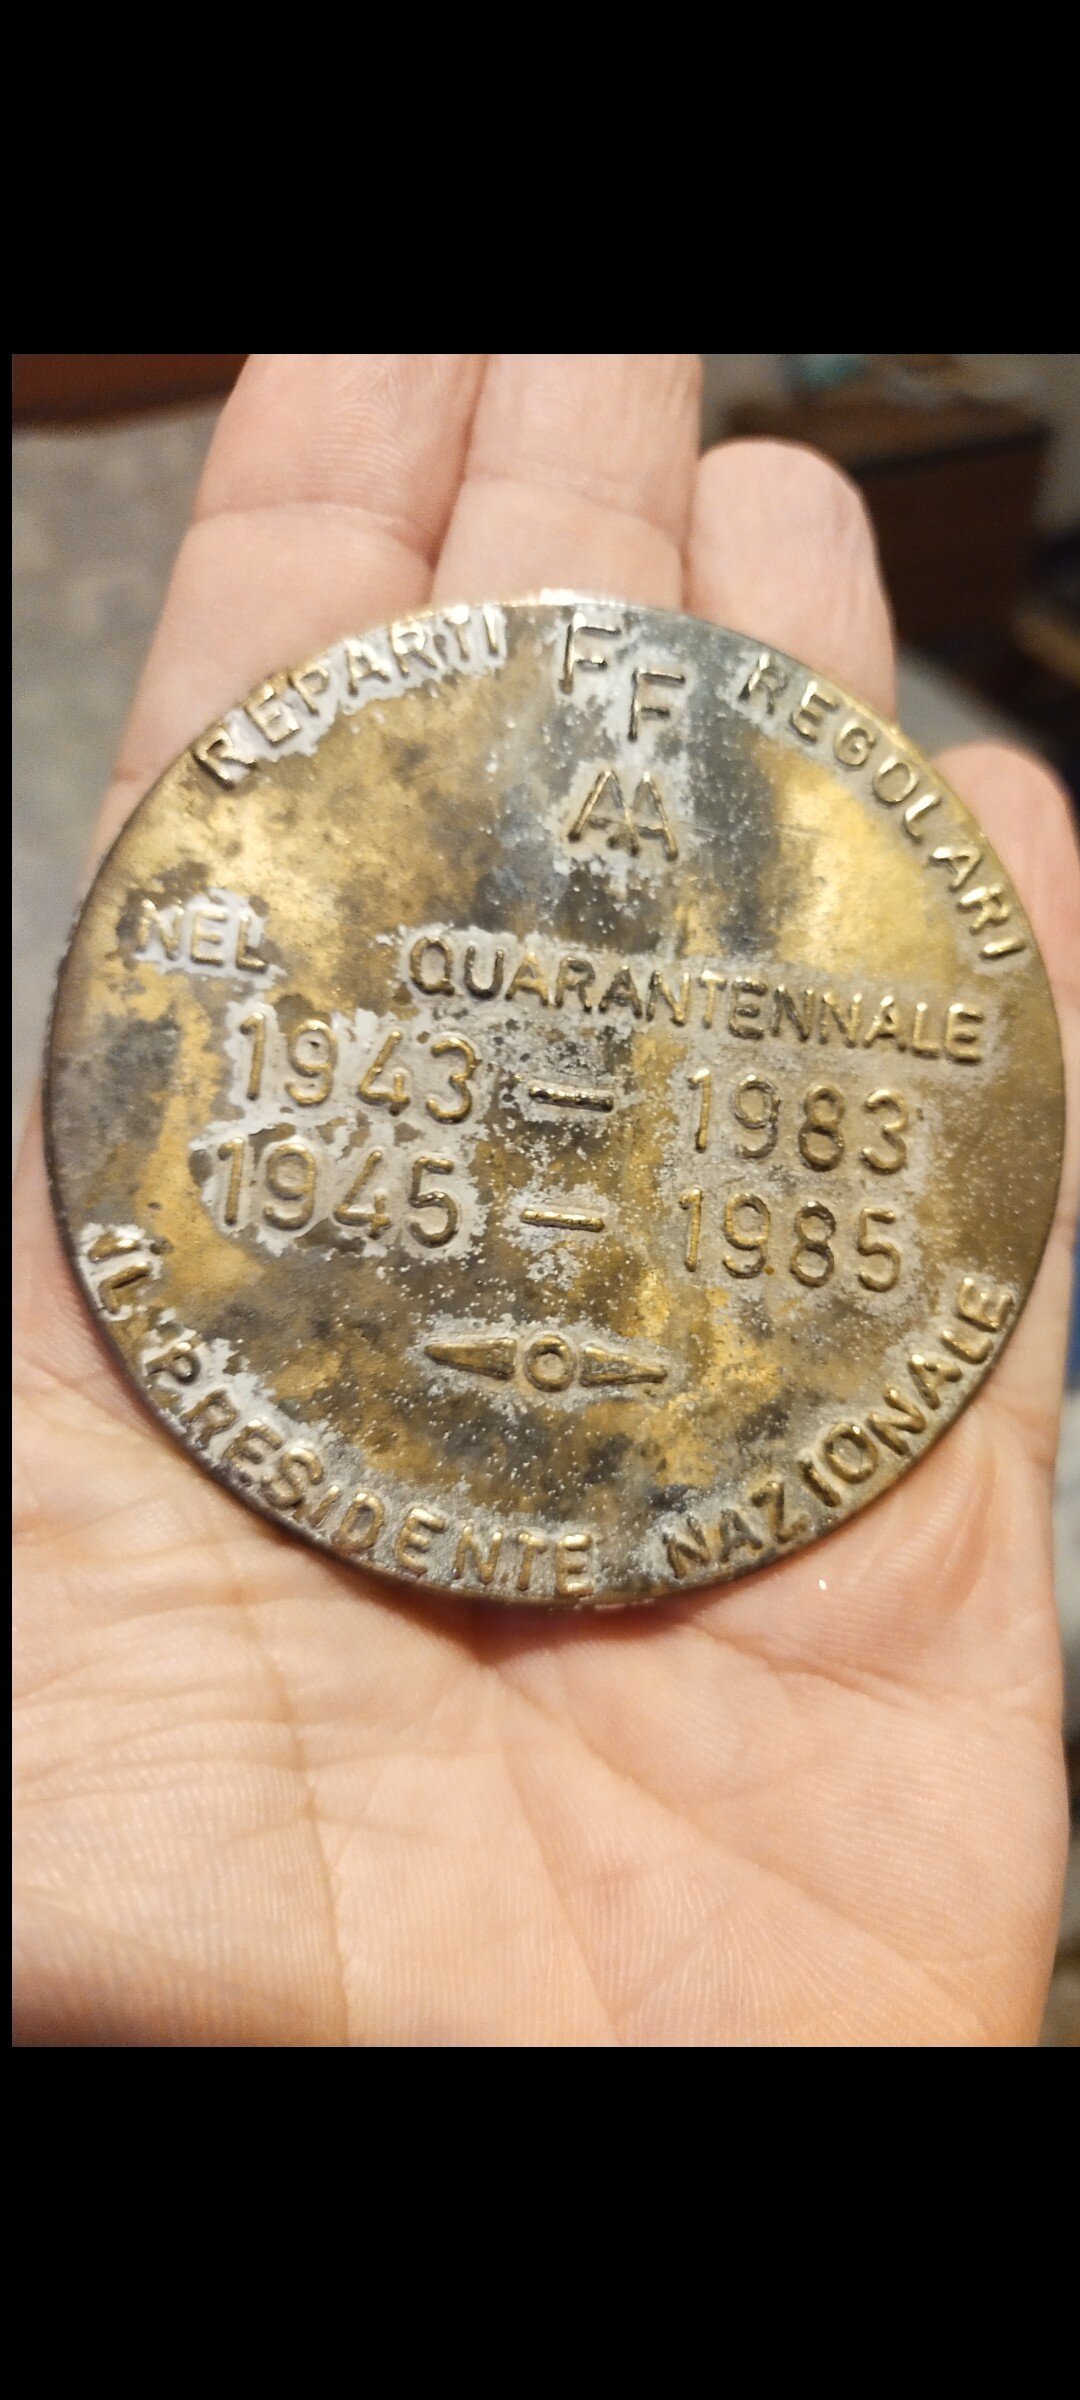 REPARTI FF REGOLARI
AA
NEL QUARANTENNALE
1943 - 1983
1945 - 1985
IL PRESIDENTE NAZIONALE